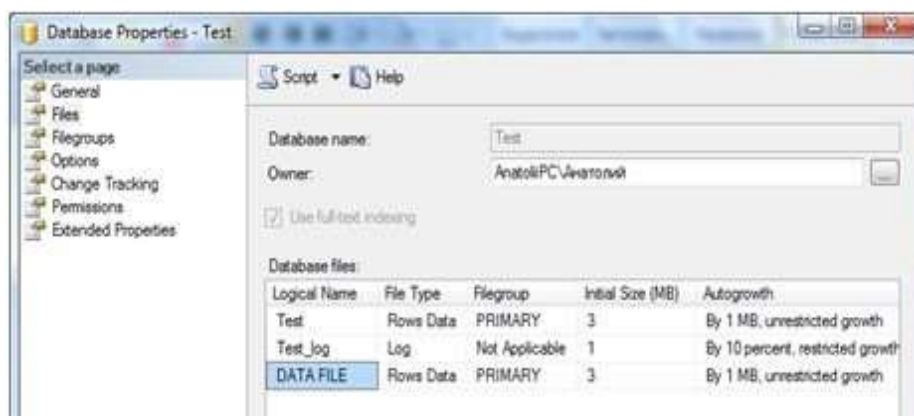 Database Properties - Test
Select a page
General
Files
Filegroups
Options
Change Tracking
Permissions
Extended Properties
Script Help
Database name: Test
Owner: AnatoliiPC\Анатолий ...
Use full-text indexing
Database files:
Logical Name File Type Filegroup Initial Size (MB) Autogrowth
Test Rows Data PRIMARY 3 By 1 MB, unrestricted growth
Test_log Log Not Applicable 1 By 10 percent, restricted growth
DATA FILE Rows Data PRIMARY 3 By 1 MB, unrestricted growth